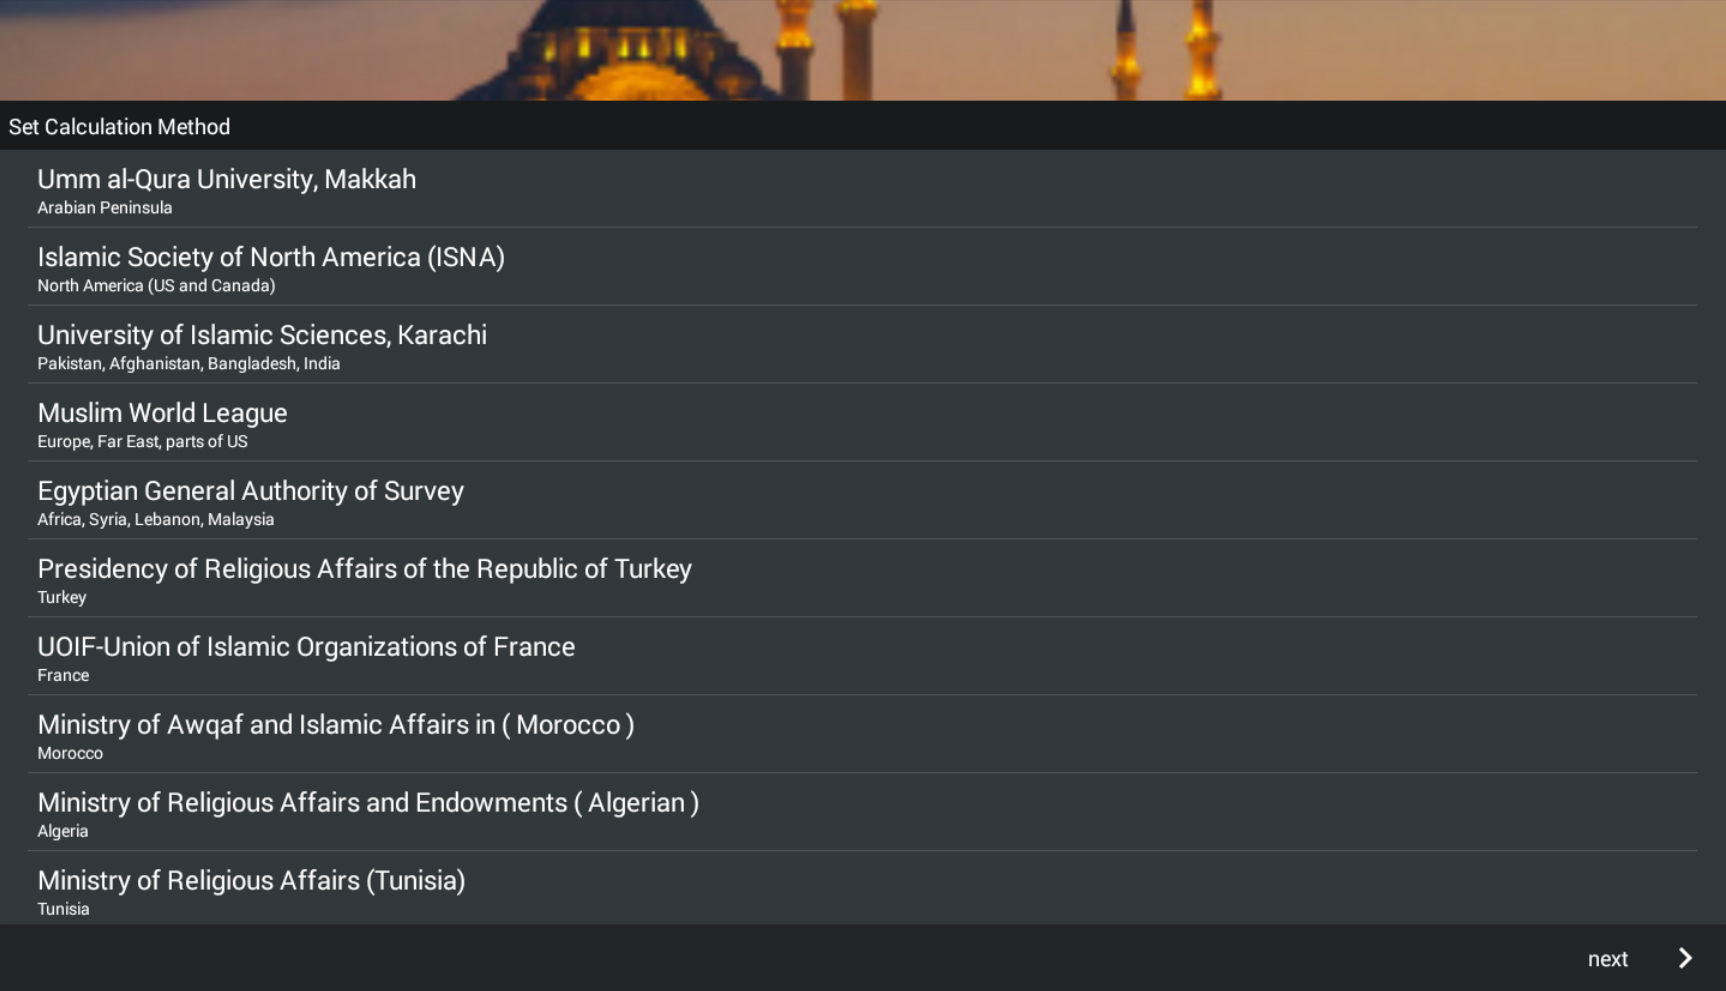 Set Calculation Method
Umm al-Qura University, Makkah
Arabian Peninsula
Islamic Society of North America (ISNA)
North America (US and Canada)
University of Islamic Sciences, Karachi
Pakistan, Afghanistan, Bangladesh, India
Muslim World League
Europe, Far East, parts of US
Egyptian General Authority of Survey
Africa, Syria, Lebanon, Malaysia
Presidency of Religious Affairs of the Republic of Turkey
Turkey
UOIF-Union of Islamic Organizations of France
France
Ministry of Awqaf and Islamic Affairs in ( Morocco )
Morocco
Ministry of Religious Affairs and Endowments ( Algerian )
Algeria
Ministry of Religious Affairs (Tunisia)
Tunisia
next